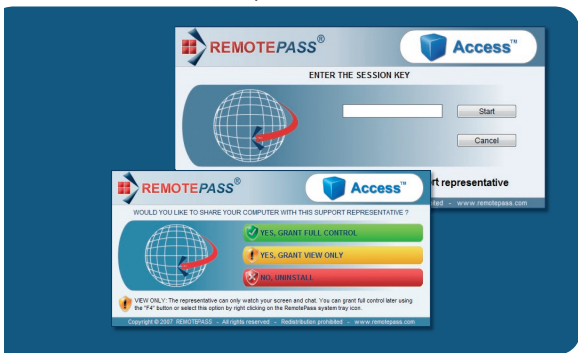 REMOTEPASS®
Access™
ENTER THE SESSION KEY
Start
Cancel
rt representative
ited - www.remotepass.com
REMOTEPASS®
Access™
WOULD YOU LIKE TO SHARE YOUR COMPUTER WITH THIS SUPPORT REPRESENTATIVE ?
YES, GRANT FULL CONTROL
YES, GRANT VIEW ONLY
NO, UNINSTALL
VIEW ONLY: The representative can only watch your screen and chat. You can grant full control later using
the "F4" button or select this option by right clicking on the RemotePass system tray icon.
Copyright © 2007 REMOTEPASS - All rights reserved - Redistribution prohibited - www.remotepass.com